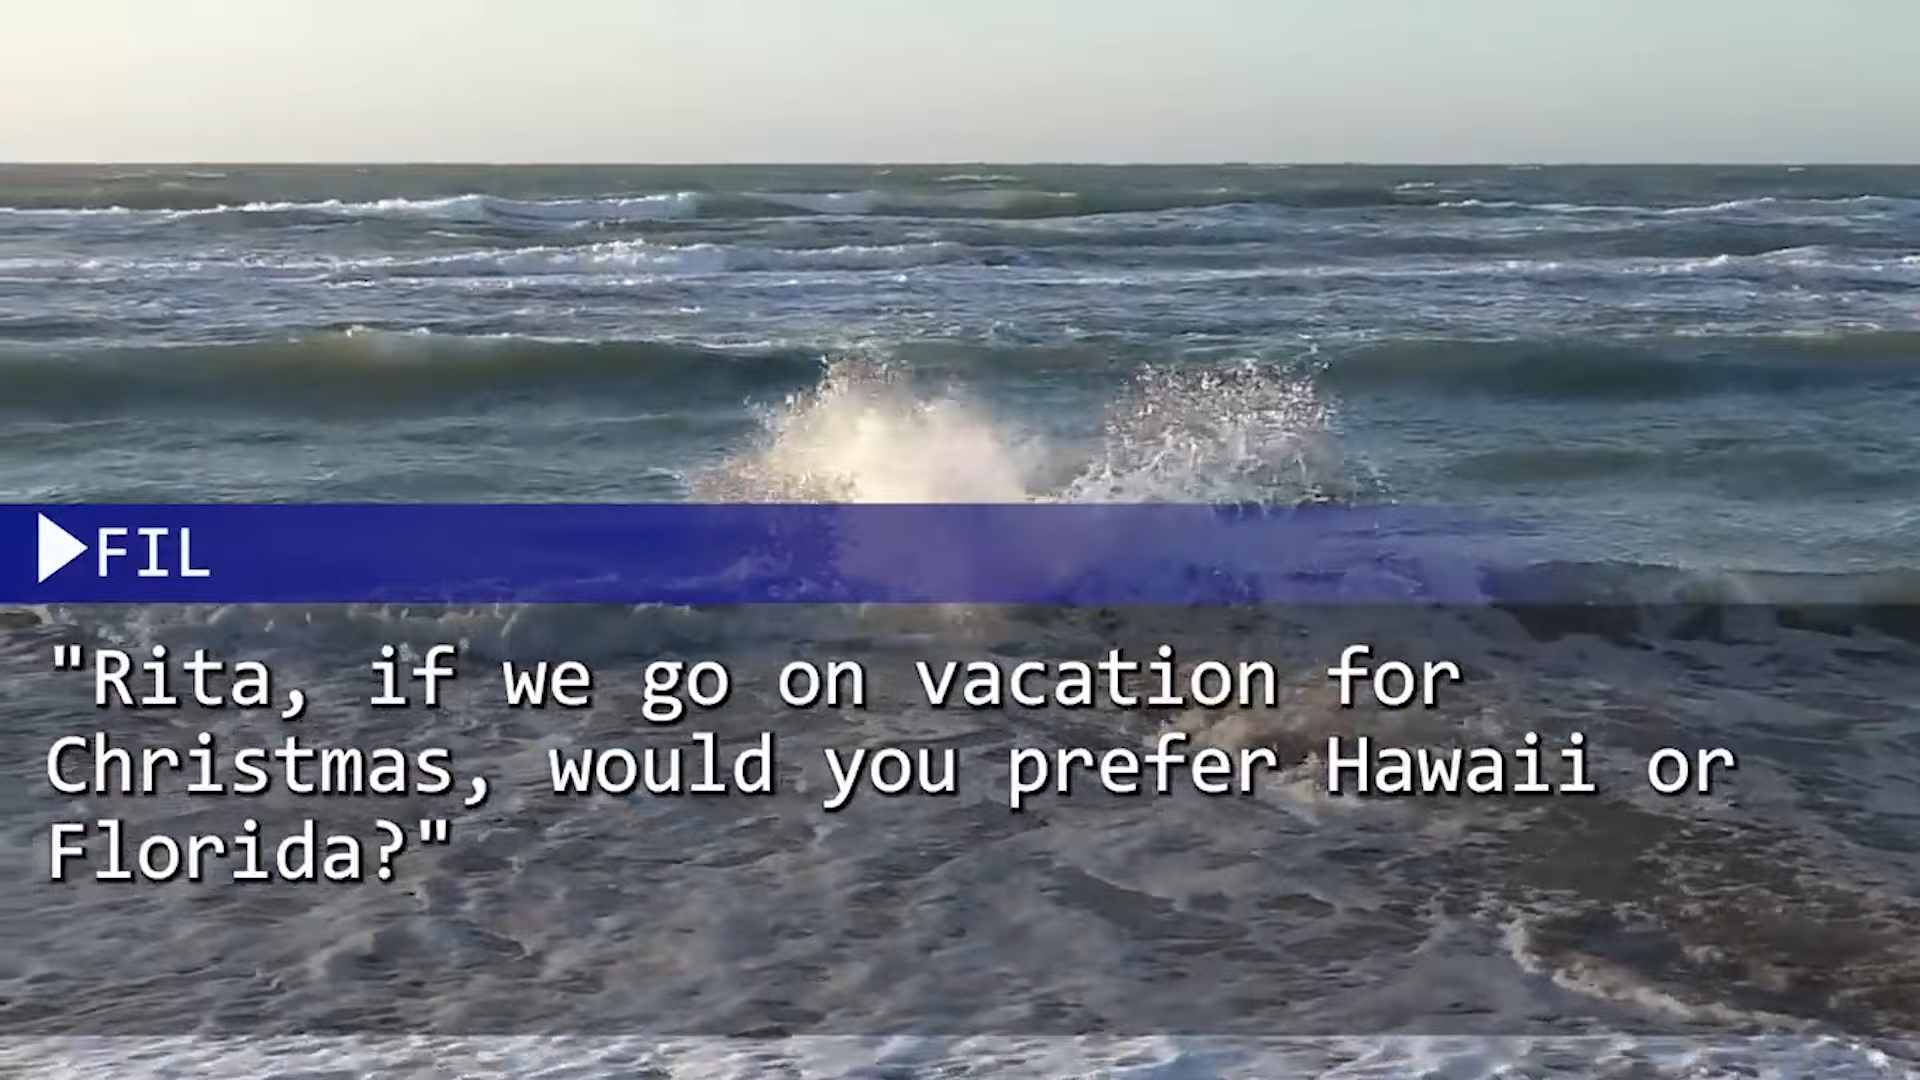 FIL
"Rita, if we go on vacation for
Christmas, would you prefer Hawaii or
Florida?"